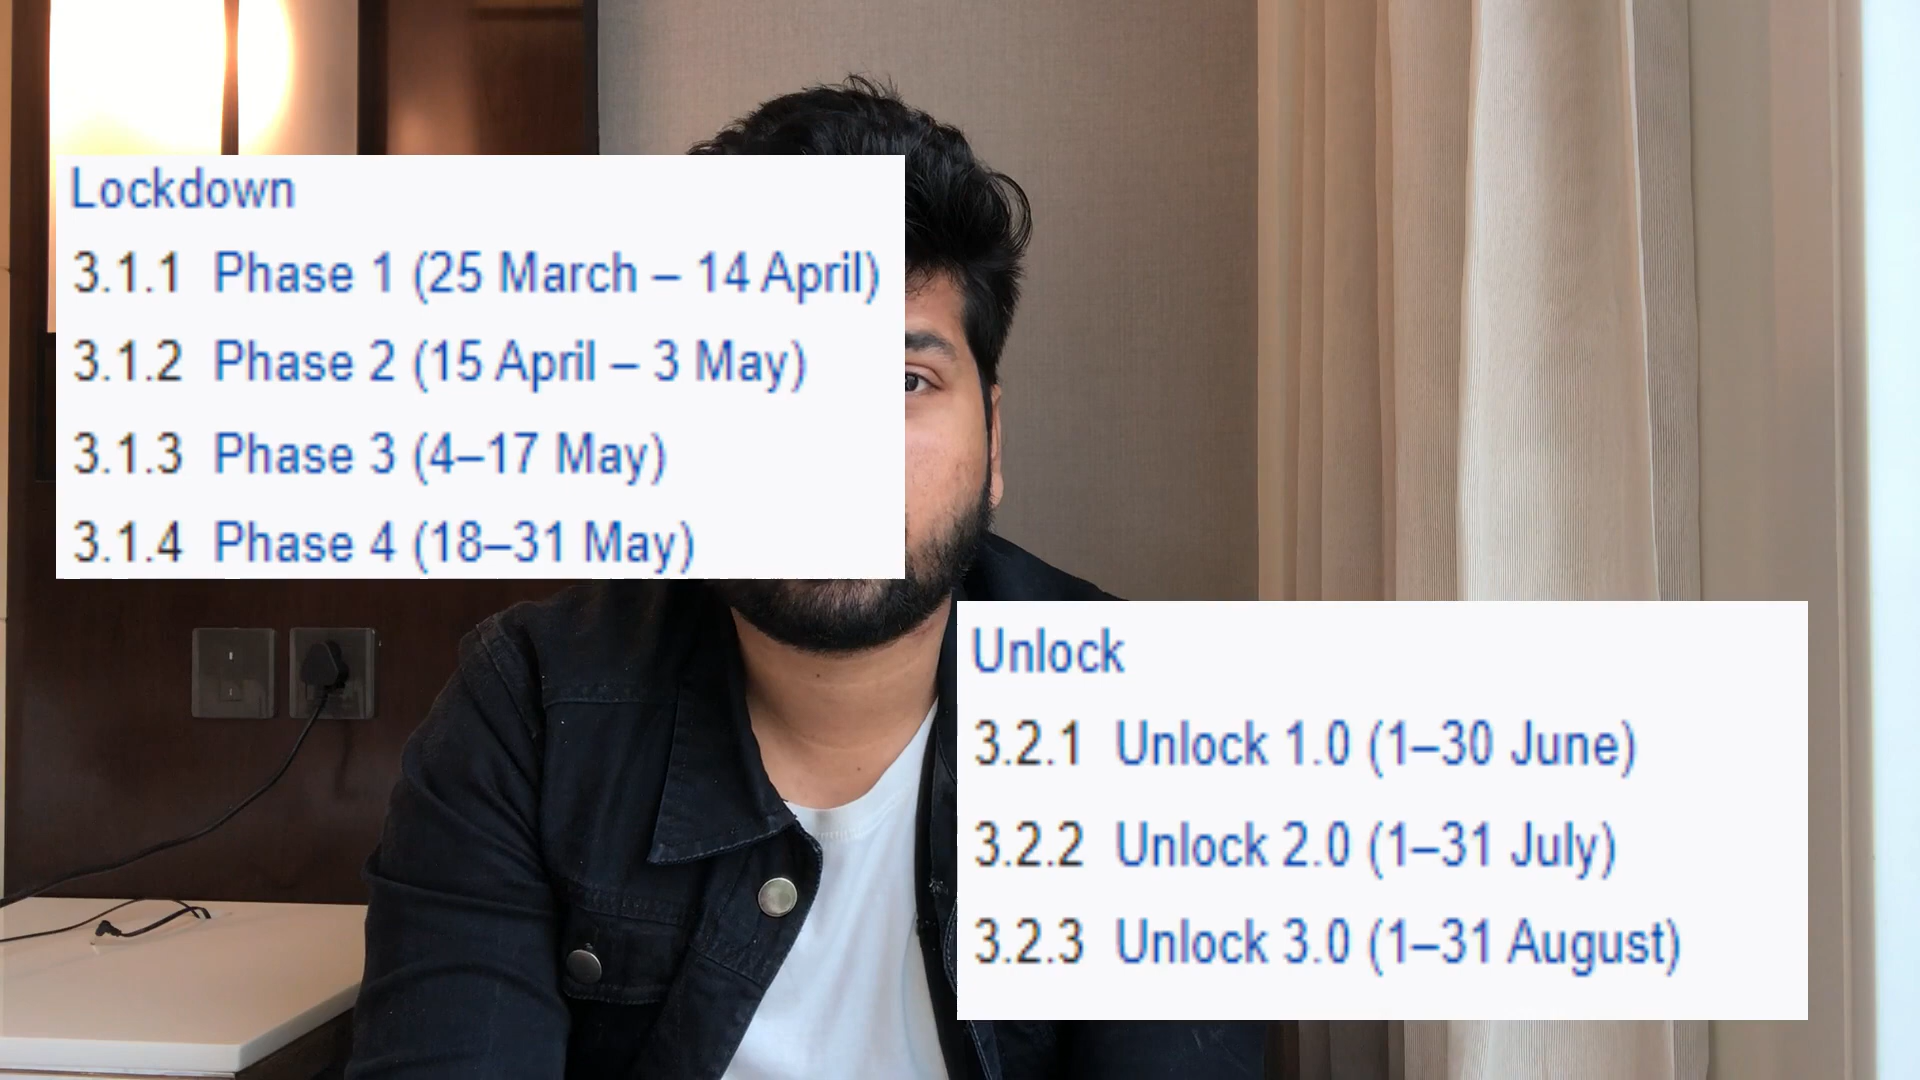 Lockdown
3.1.1 Phase 1 (25 March – 14 April)
3.1.2 Phase 2 (15 April – 3 May)
3.1.3 Phase 3 (4–17 May)
3.1.4 Phase 4 (18–31 May)
Unlock
3.2.1 Unlock 1.0 (1–30 June)
3.2.2 Unlock 2.0 (1–31 July)
3.2.3 Unlock 3.0 (1–31 August)